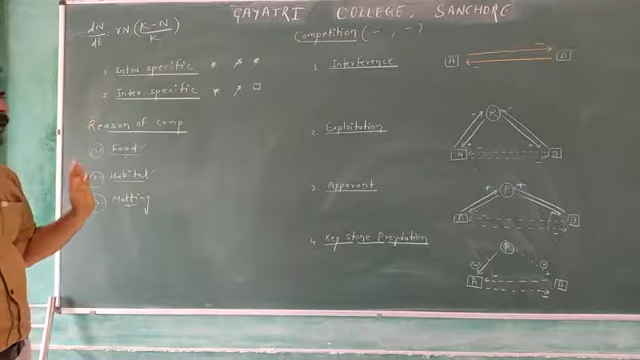 GAYATRI COLLEGE, SANCHORE
dN/dt = rN(K-N/K)
1. Intra specific
2. Inter specific
Reason of comp
Food ✓
Habitat ✓
Matting
Competition (-, -)
1. Interference
A B
2. Exploitation
R
A B
3. Apparent
P
A B
4. Key Stone Preydation
A B